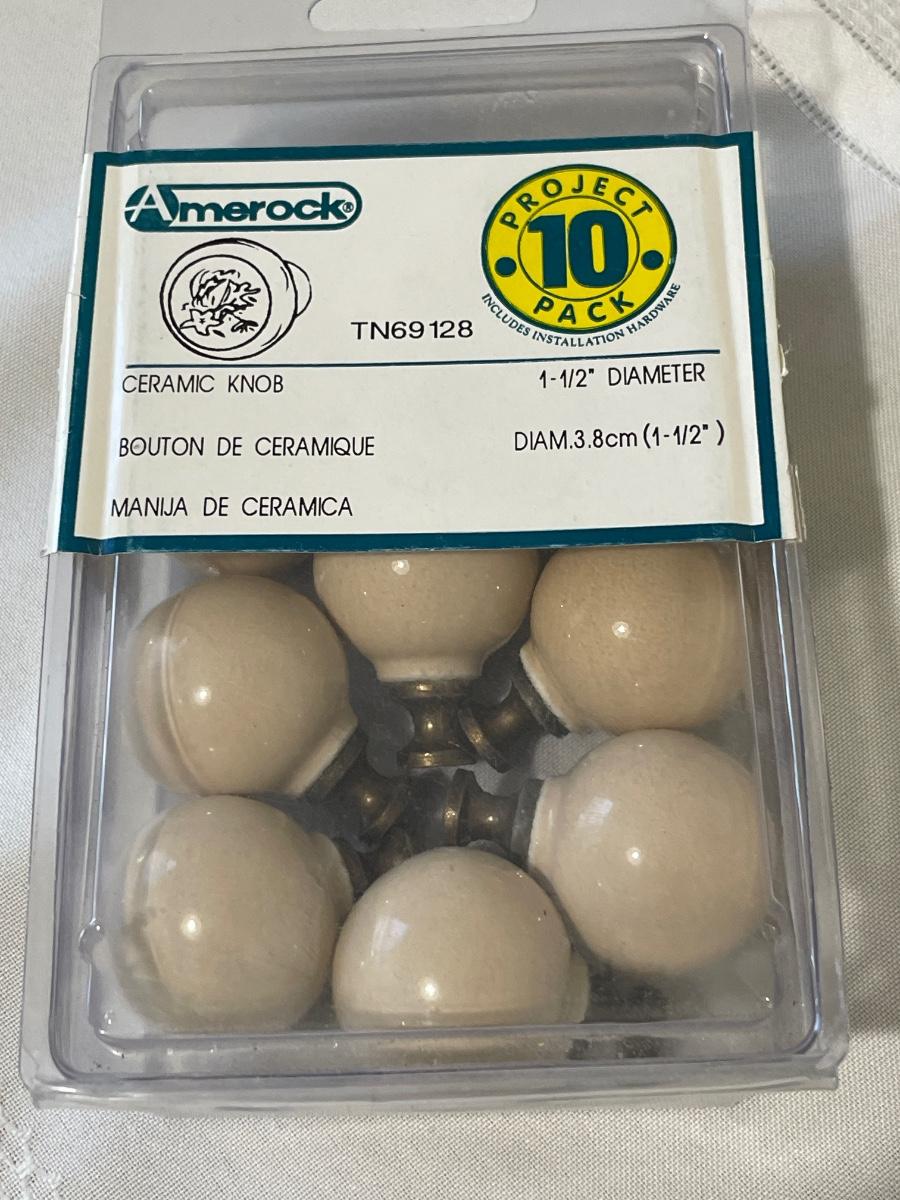 Amerock®
PROJECT
10
PACK
INCLUDES INSTALLATION HARDWARE
TN69128
CERAMIC KNOB
1-1/2" DIAMETER
BOUTON DE CERAMIQUE
DIAM.3.8cm (1-1/2")
MANIJA DE CERAMICA